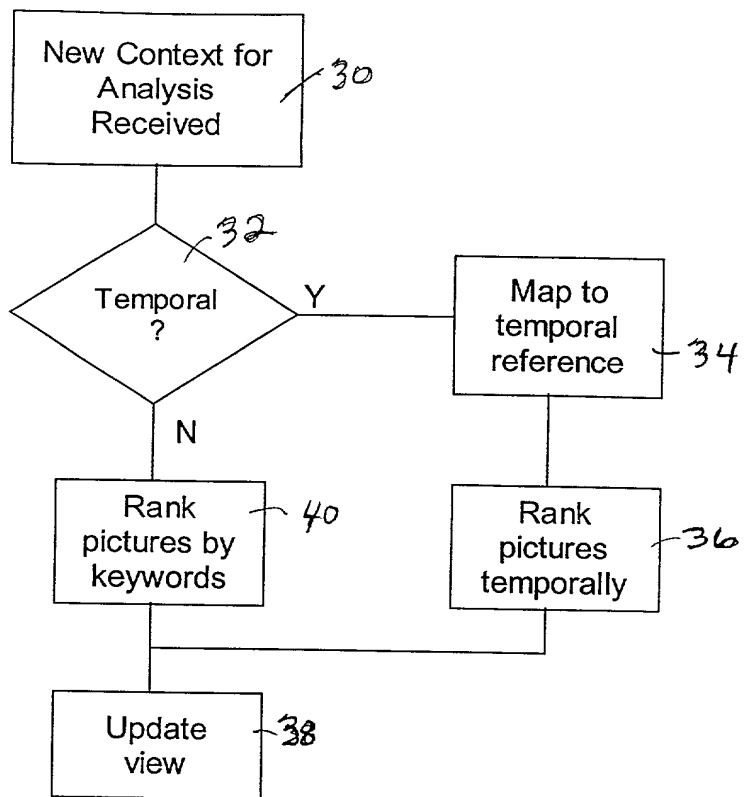 New Context for
Analysis
Received
30
32
Temporal
?
Y
Map to
temporal
reference
34
N
Rank
pictures by
keywords
40
Rank
pictures
temporally
36
Update
view
38